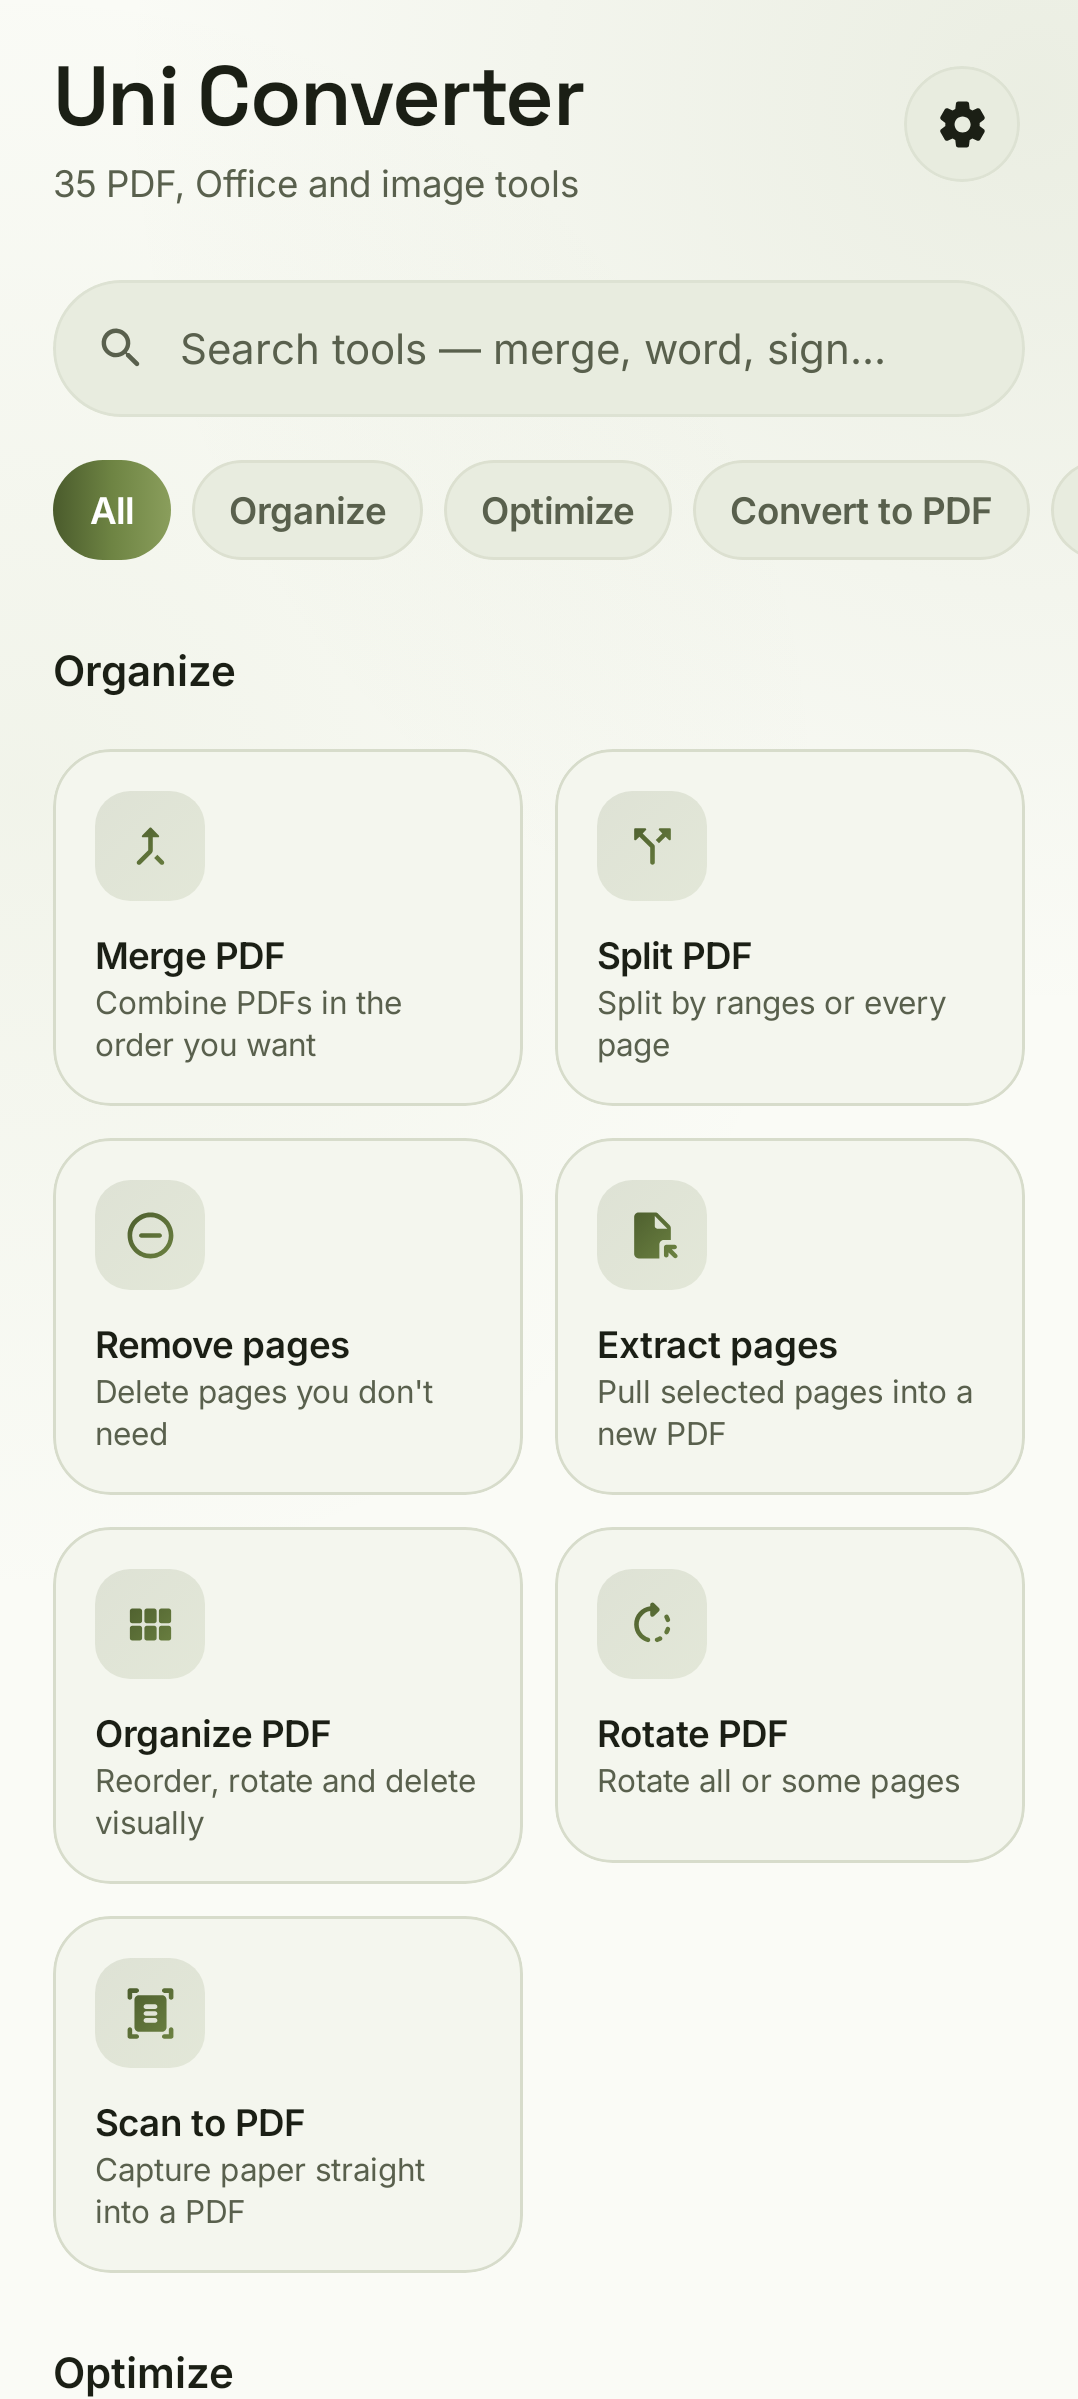 Uni Converter
35 PDF, Office and image tools
Search tools — merge, word, sign...
All
Organize
Optimize
Convert to PDF
Organize
Merge PDF
Combine PDFs in the
order you want
Split PDF
Split by ranges or every
page
Remove pages
Delete pages you don't
need
Extract pages
Pull selected pages into a
new PDF
Organize PDF
Reorder, rotate and delete
visually
Rotate PDF
Rotate all or some pages
Scan to PDF
Capture paper straight
into a PDF
Optimize